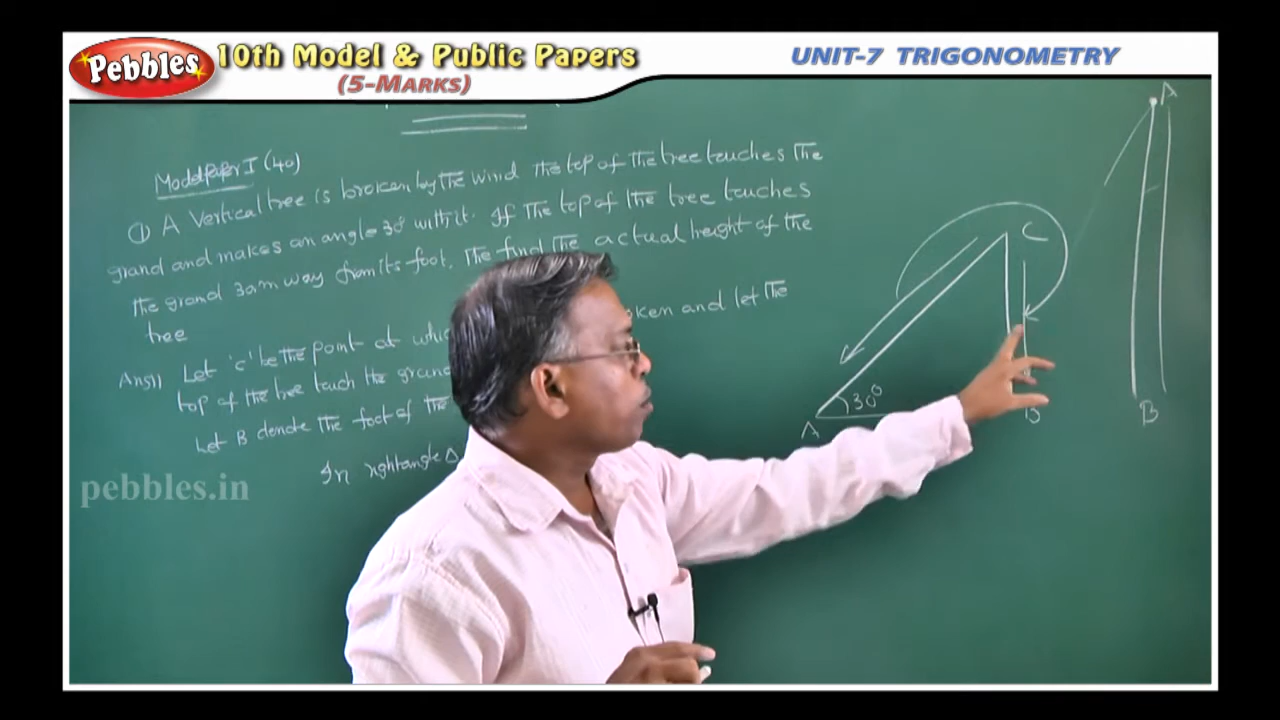 Pebbles
10th Model & Public Papers
(5-MARKS)
UNIT-7 TRIGONOMETRY
Model paper I (40)
① A Vertical tree is broken by the wind the top of the tree touches the
grand and makes an angle 30° with it. If the top of the tree touches
the grand 30m way from its foot. The find the actual height of the
tree
Ans)) Let 'c' be the point at which broken and let the
top of the tree touch the ground
Let B denote the foot of the
In rightangle Δ
A
30°
C
B
A
B
pebbles.in